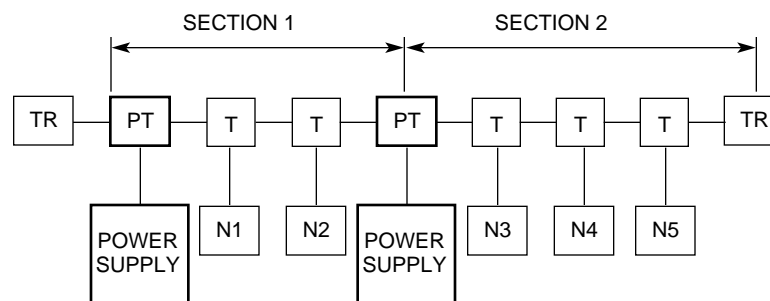 SECTION 1
SECTION 2
TR
PT
T
T
PT
T
T
T
TR
POWER
SUPPLY
N1
N2
POWER
SUPPLY
N3
N4
N5